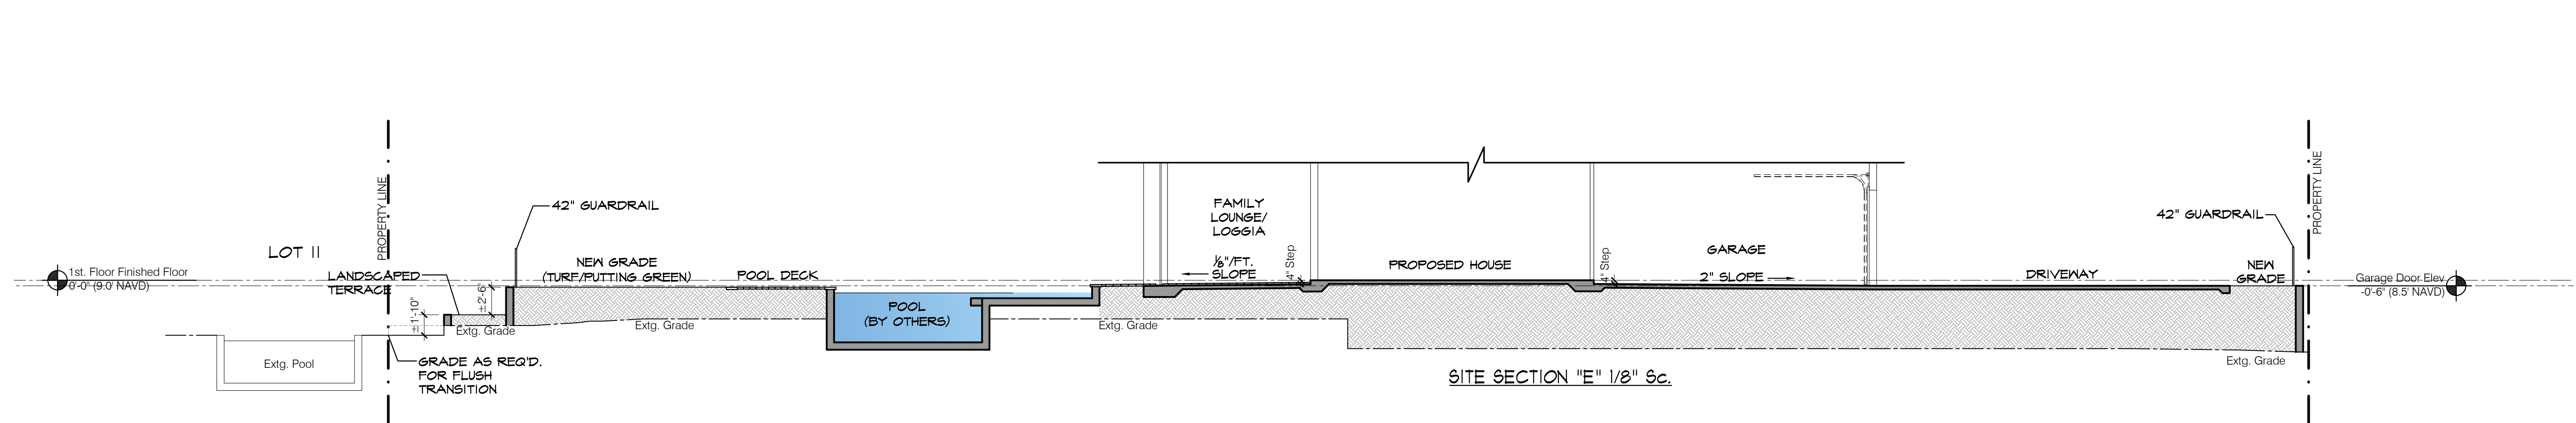 PROPERTY LINE
PROPERTY LINE
42" GUARDRAIL
FAMILY
LOUNGE/
LOGGIA
42" GUARDRAIL
LOT 11
1st. Floor Finished Floor
0'-0" (9.0' NAVD)
LANDSCAPED
TERRACE
NEW GRADE
(TURF/PUTTING GREEN)
POOL DECK
⅛"/FT.
SLOPE
4" Step
PROPOSED HOUSE
4" Step
GARAGE
2" SLOPE
DRIVEWAY
NEW
GRADE
Garage Door Elev
-0'-6" (8.5' NAVD)
±1'-10"
±2'-6"
Extg. Grade
Extg. Grade
POOL
(BY OTHERS)
Extg. Grade
Extg. Grade
Extg. Pool
GRADE AS REQ'D.
FOR FLUSH
TRANSITION
SITE SECTION "E" 1/8" Sc.